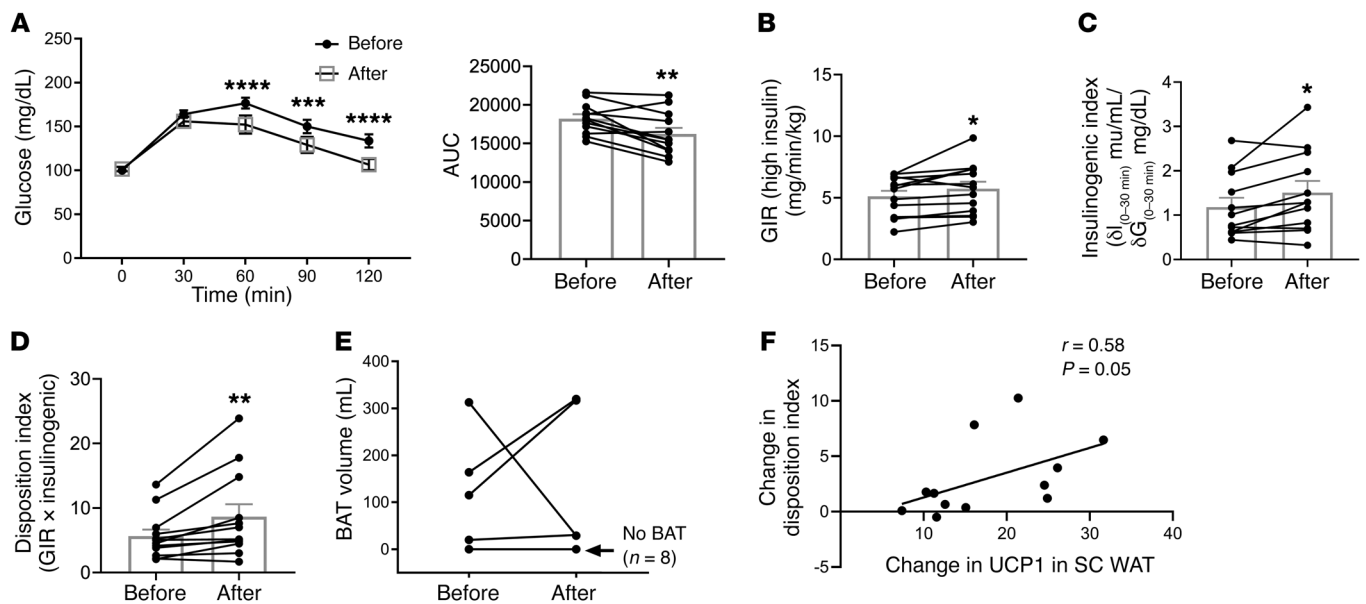 A
250
200
150
100
50
0
Glucose (mg/dL)
Before
After
****
***
****
0 30 60 90 120
Time (min)
25000
20000
15000
10000
5000
0
AUC
**
Before After
B
15
10
5
0
GIR (high insulin)
(mg/min/kg)
*
Before After
C
4
3
2
1
0
Insulinogenic index
(δI(0–30 min) mu/mL/
δG(0–30 min) mg/dL)
*
Before After
D
30
20
10
0
Disposition index
(GIR × insulinogenic)
**
Before After
E
400
300
200
100
0
BAT volume (mL)
No BAT
(n = 8)
Before After
F
15
10
5
0
-5
Change in
disposition index
r = 0.58
P = 0.05
10 20 30 40
Change in UCP1 in SC WAT